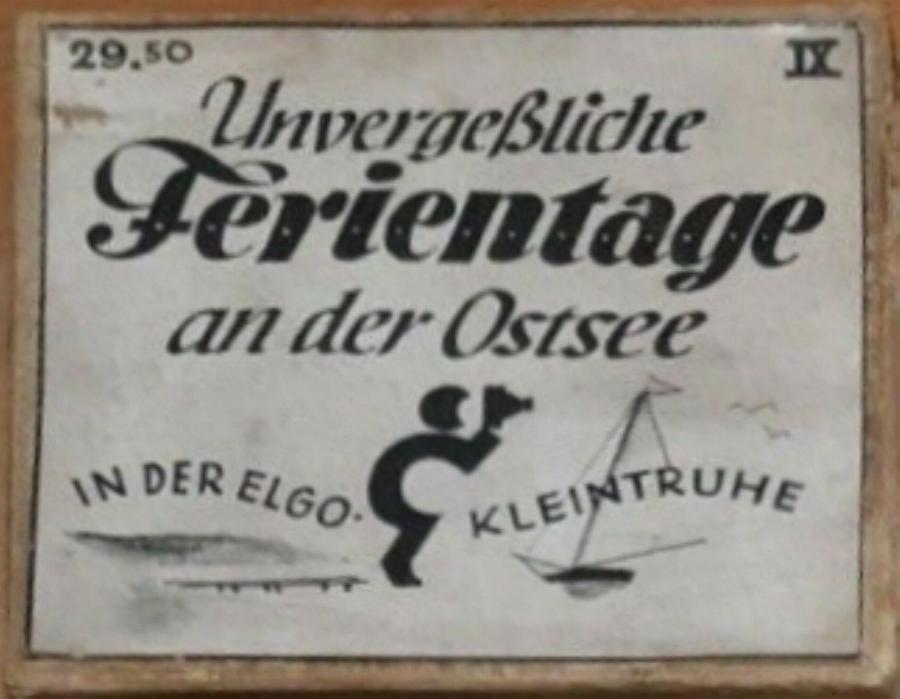 29.50 IX
Unvergeßliche
Ferientage
an der Ostsee
IN DER ELGO-KLEINTRUHE